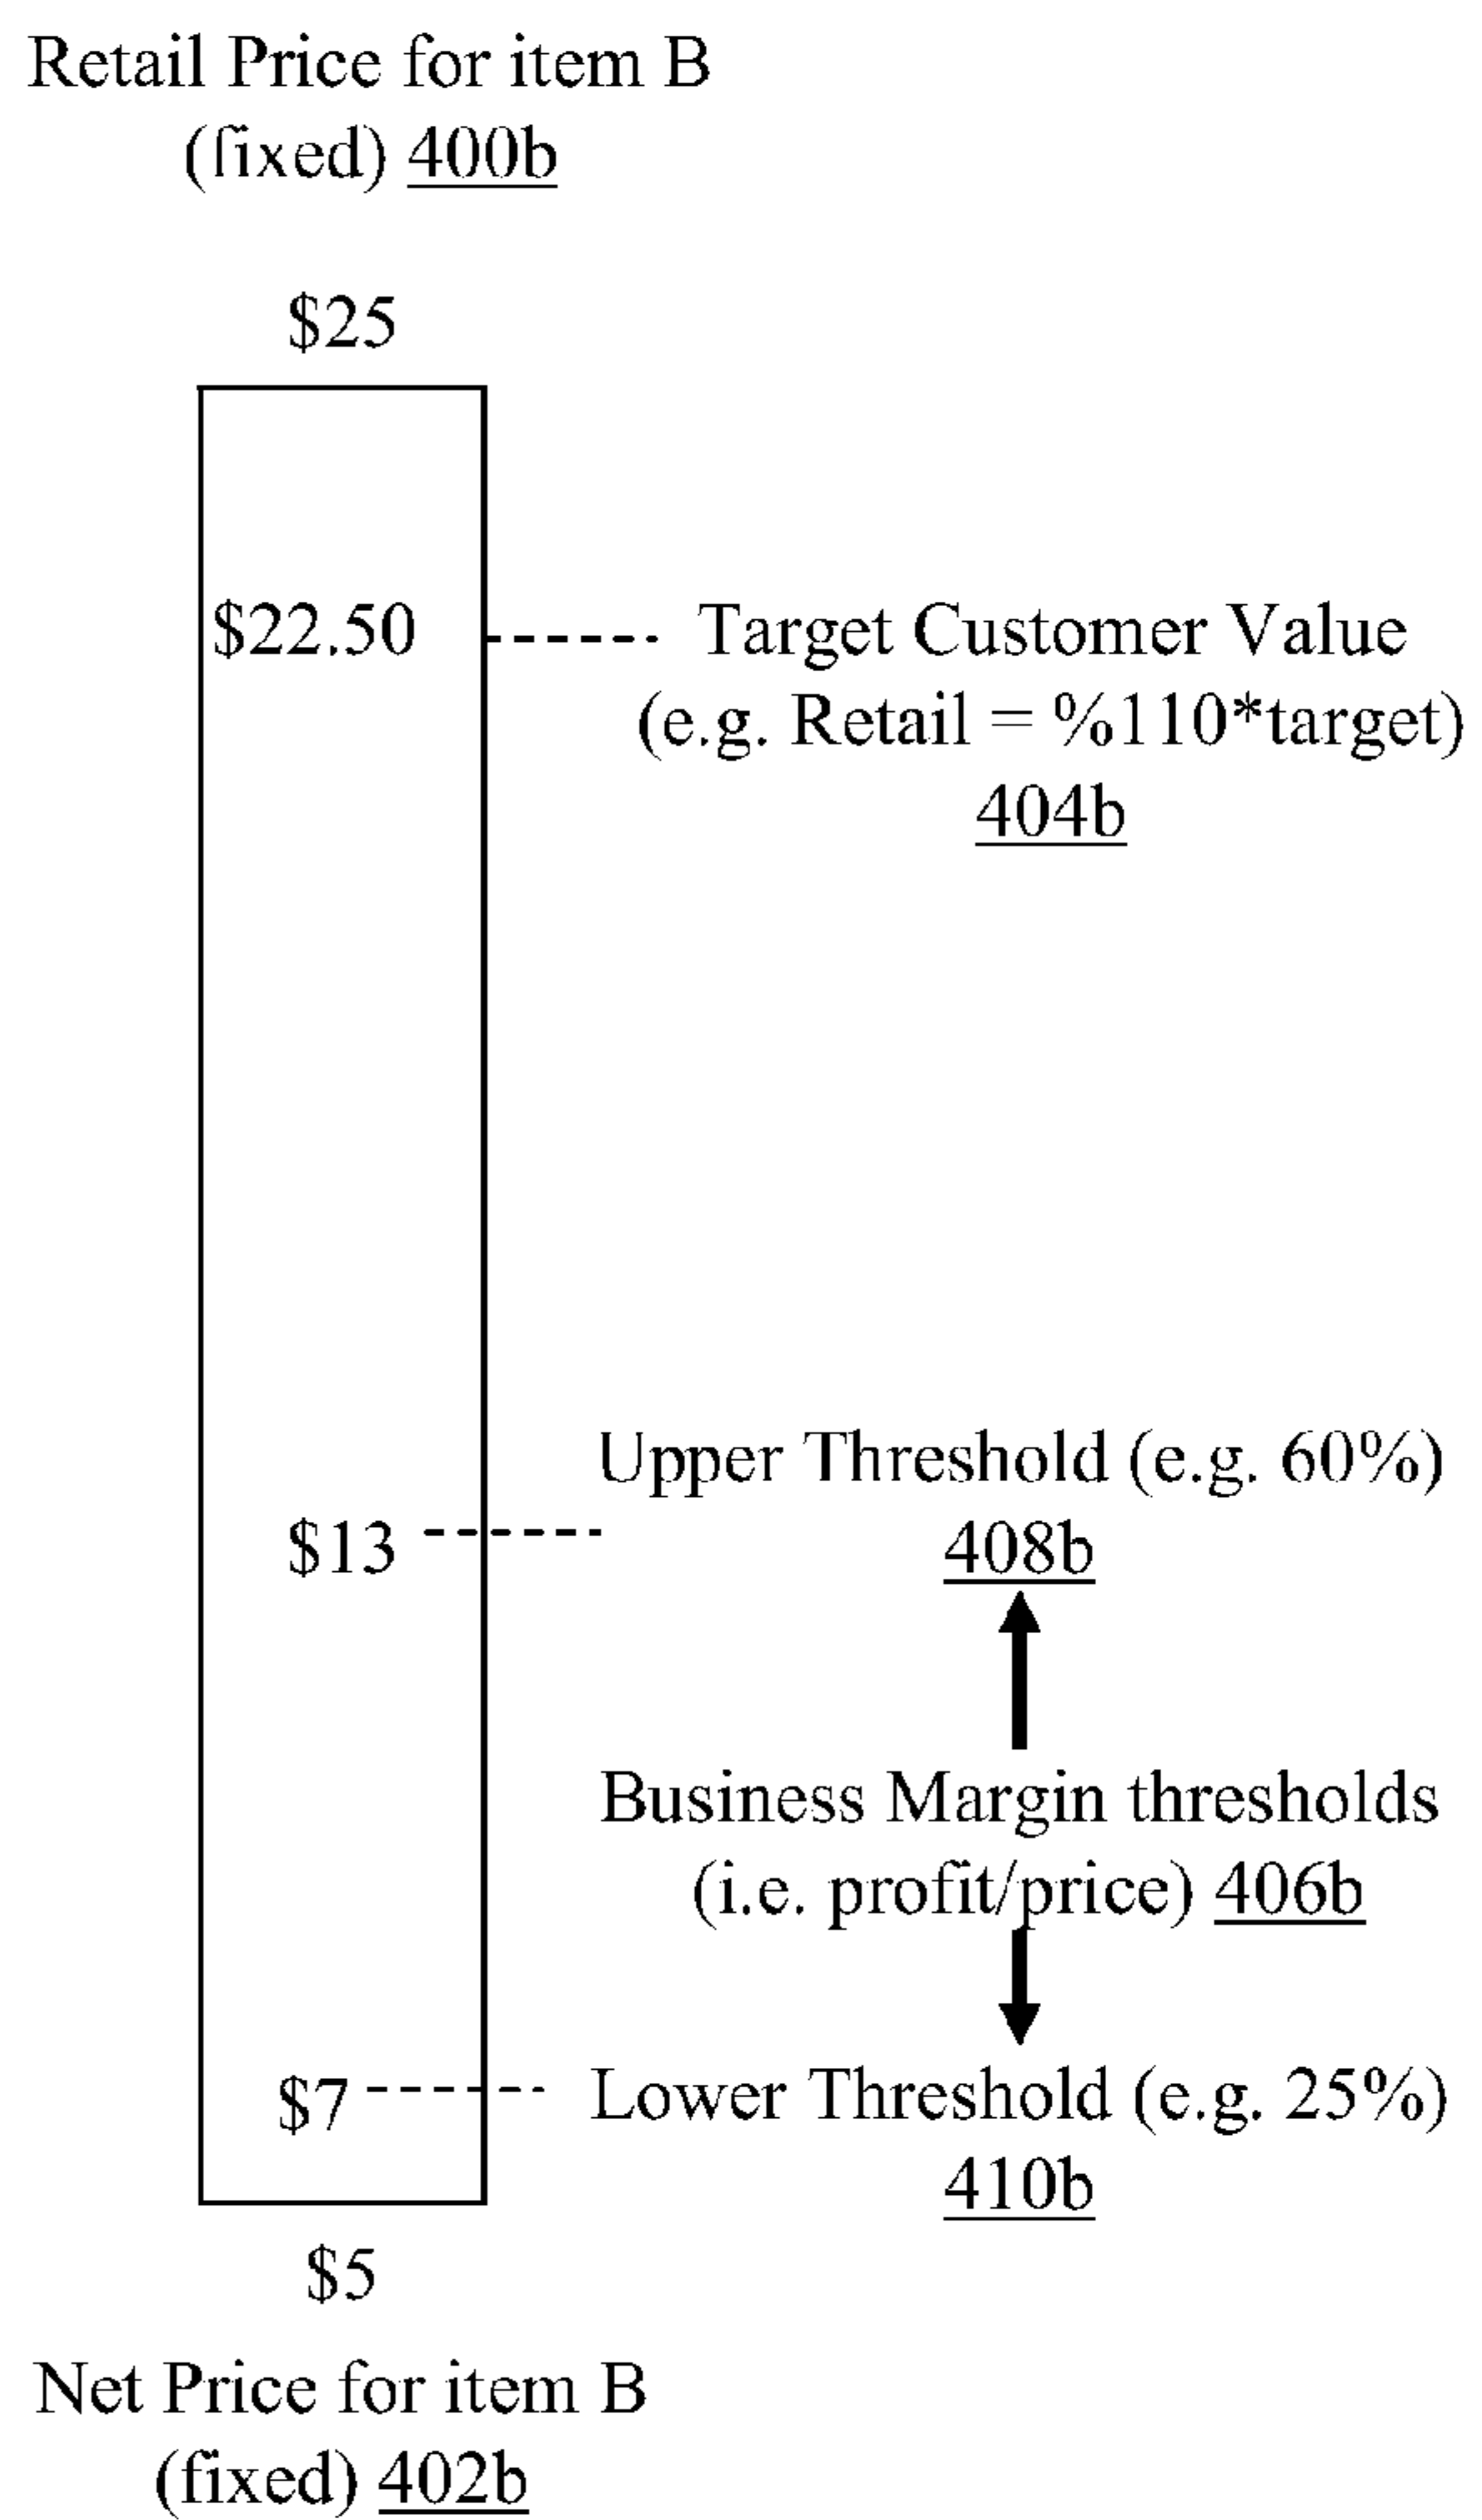 Retail Price for item B
(fixed) 400b
$25
$22.50
Target Customer Value
(e.g. Retail = %110*target)
404b
Upper Threshold (e.g. 60%)
$13
408b
Business Margin thresholds
(i.e. profit/price) 406b
$7
Lower Threshold (e.g. 25%)
410b
$5
Net Price for item B
(fixed) 402b